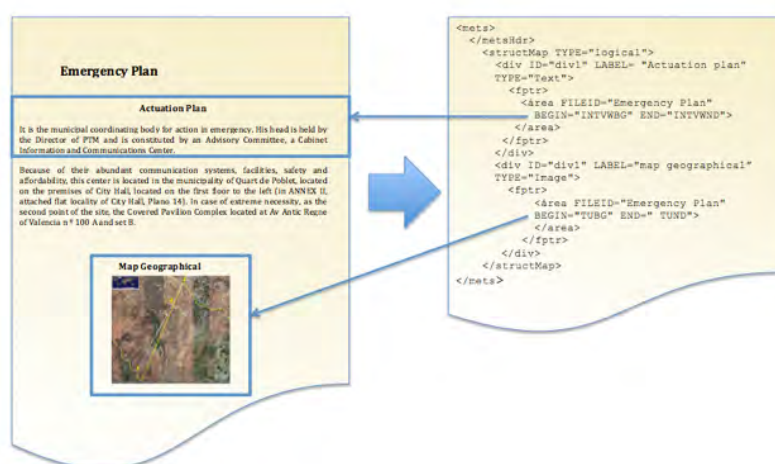 Emergency Plan
Actuation Plan
It is the municipal coordinating body for action in emergency. His head is held by
the Director of PTM and is constituted by an Advisory Committee, a Cabinet
Information and Communications Center.
Because of their abundant communication systems, facilities, safety and
affordability, this center is located in the municipality of Quart de Poblet, located
on the premises of City Hall, located on the first floor to the left (in ANNEX II,
attached flat locality of City Hall, Plano 14). In case of extreme necessity, as the
second point of the site, the Covered Pavilion Complex located at Av Antic Regne
of Valencia n º 100 A and set B.
Map Geographical
<mets>
</metsHdr>
<structMap TYPE="logical">
<div ID="div1" LABEL= "Actuation plan"
TYPE="Text">
<fptr>
<área FILEID="Emergency Plan"
BEGIN="INTVWBG" END="INTVWND">
</area>
</fptr>
</div>
<div ID="div1" LABEL="map geographical"
TYPE="Image">
<fptr>
<área FILEID="Emergency Plan"
BEGIN="TUBG" END=" TUND">
</area>
</fptr>
</div>
</structMap>
</mets>